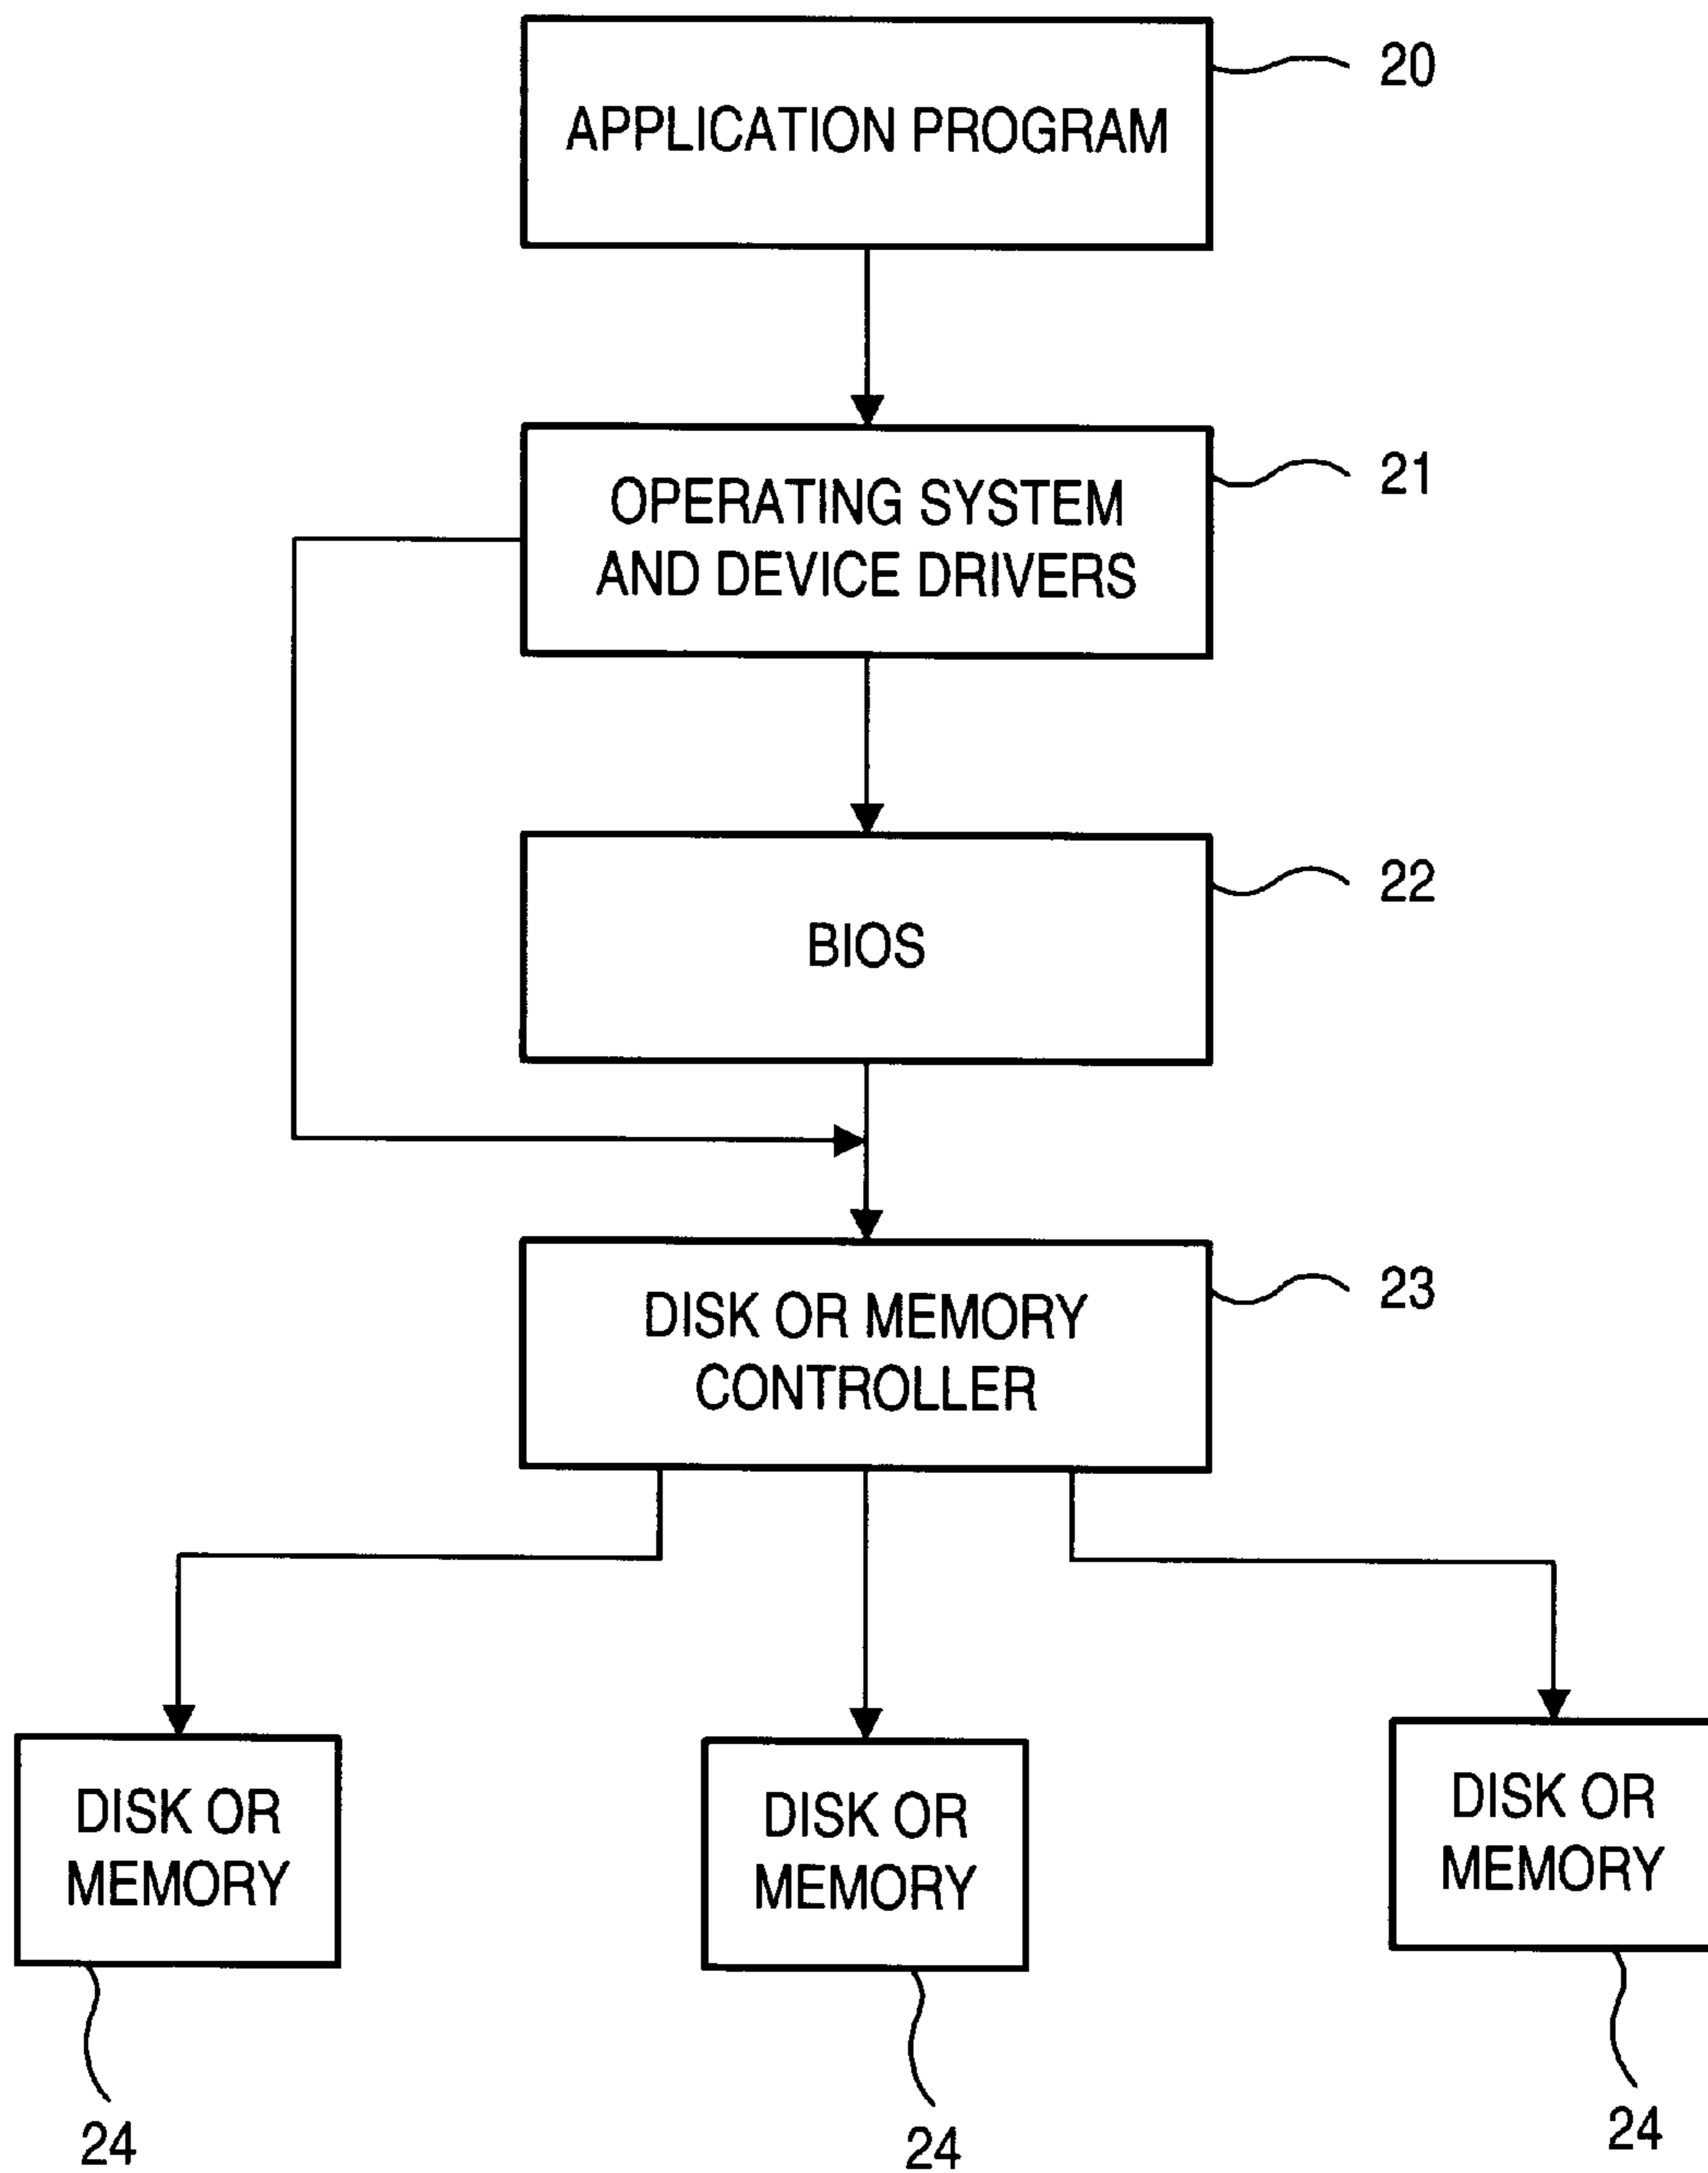 20
APPLICATION PROGRAM
21
OPERATING SYSTEM
AND DEVICE DRIVERS
22
BIOS
23
DISK OR MEMORY
CONTROLLER
DISK OR
MEMORY
DISK OR
MEMORY
DISK OR
MEMORY
24
24
24